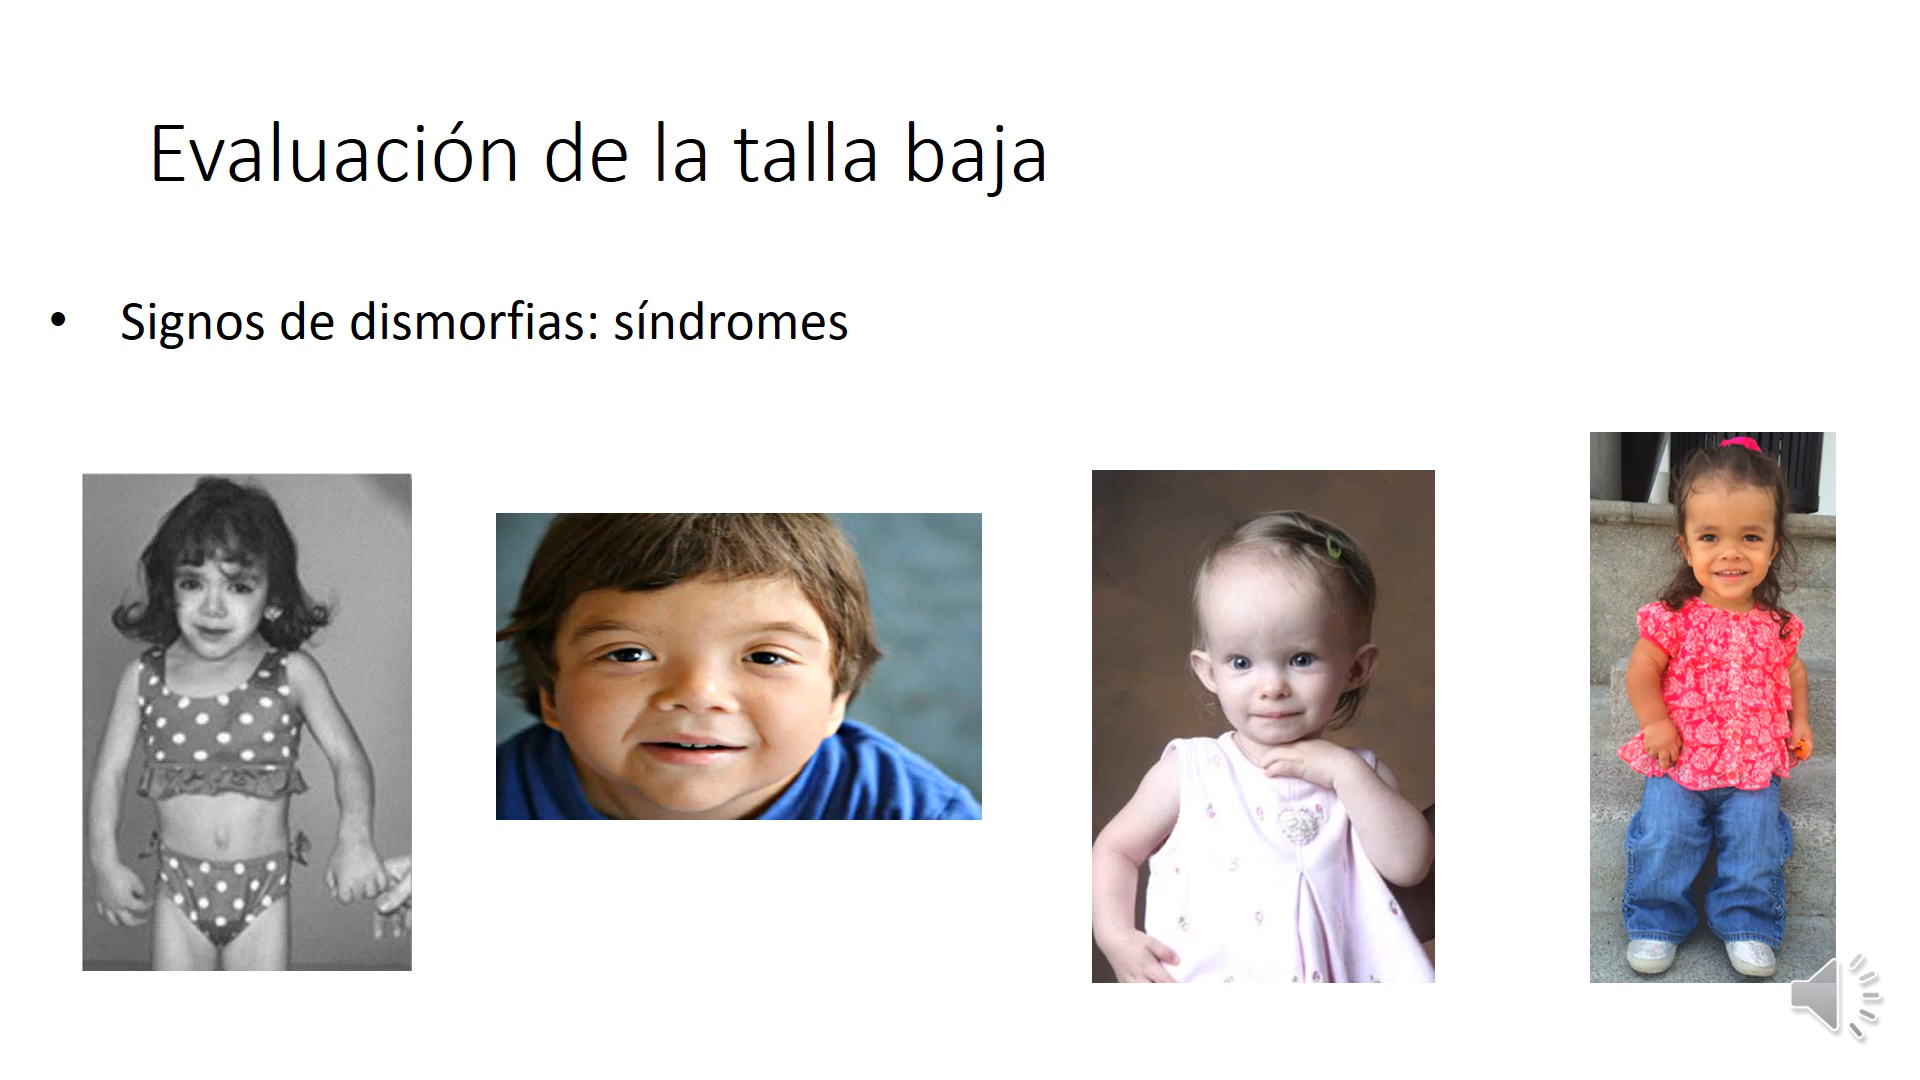 Evaluación de la talla baja
• Signos de dismorfias: síndromes